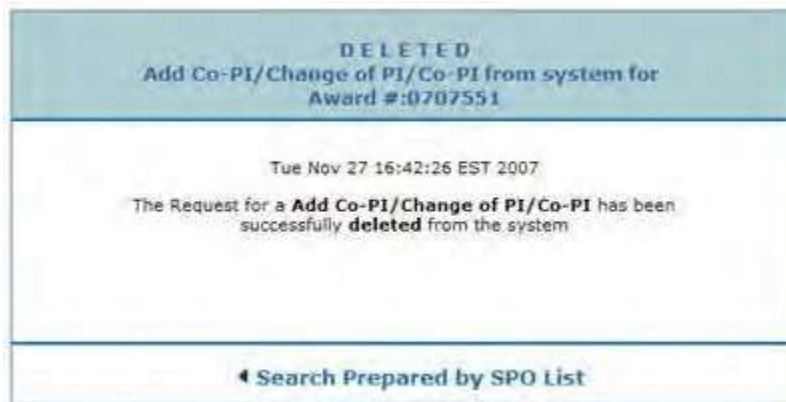 DELETED
Add Co-PI/Change of PI/Co-PI from system for
Award #:0707551
Tue Nov 27 16:42:26 EST 2007
The Request for a Add Co-PI/Change of PI/Co-PI has been
successfully deleted from the system
Search Prepared by SPO List